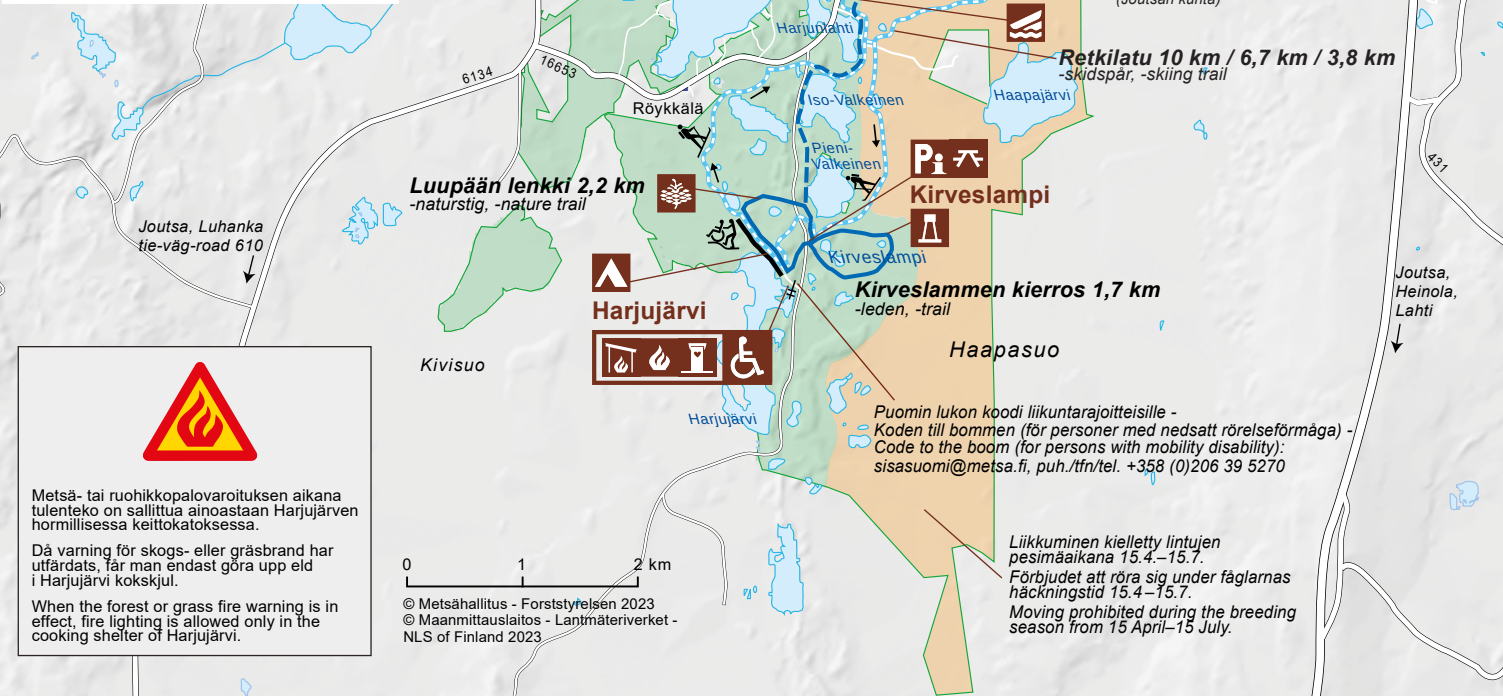 (Joutsan kunta)
Harjunlahti
Retkilatu 10 km / 6,7 km / 3,8 km
-skidspår, -skiing trail
6134
16653
Haapajärvi
Iso-Valkeinen
Röykkälä
Pieni-
Valkeinen
431
Pi
Kirveslampi
Luupään lenkki 2,2 km
-naturstig, -nature trail
Joutsa, Luhanka
tie-väg-road 610
Kirveslampi
Joutsa,
Heinola,
Lahti
Kirveslammen kierros 1,7 km
-leden, -trail
Harjujärvi
Haapasuo
Kivisuo
Harjujärvi
Puomin lukon koodi liikuntarajoitteisille -
Koden till bommen (för personer med nedsatt rörelseförmåga) -
Code to the boom (for persons with mobility disability):
sisasuomi@metsa.fi, puh./tfn/tel. +358 (0)206 39 5270
Metsä- tai ruohikkopalovaroituksen aikana
tulenteko on sallittua ainoastaan Harjujärven
hormillisessa keittokatoksessa.
Då varning för skogs- eller gräsbrand har
utfärdats, får man endast göra upp eld
i Harjujärvi kokskjul.
When the forest or grass fire warning is in
effect, fire lighting is allowed only in the
cooking shelter of Harjujärvi.
0 1 2 km
© Metsähallitus - Forststyrelsen 2023
© Maanmittauslaitos - Lantmäteriverket -
NLS of Finland 2023
Liikkuminen kielletty lintujen
pesimäaikana 15.4.–15.7.
Förbjudet att röra sig under fåglarnas
häckningstid 15.4–15.7.
Moving prohibited during the breeding
season from 15 April–15 July.